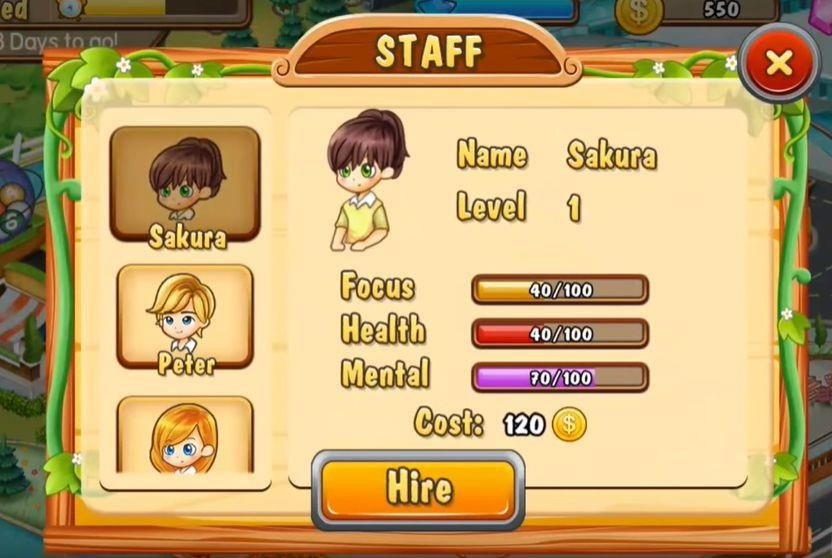 ed
550
3 Days to go!
STAFF
Name Sakura
Level 1
Sakura
Peter
Focus 40/100
Health 40/100
Mental 70/100
Cost: 120
Hire